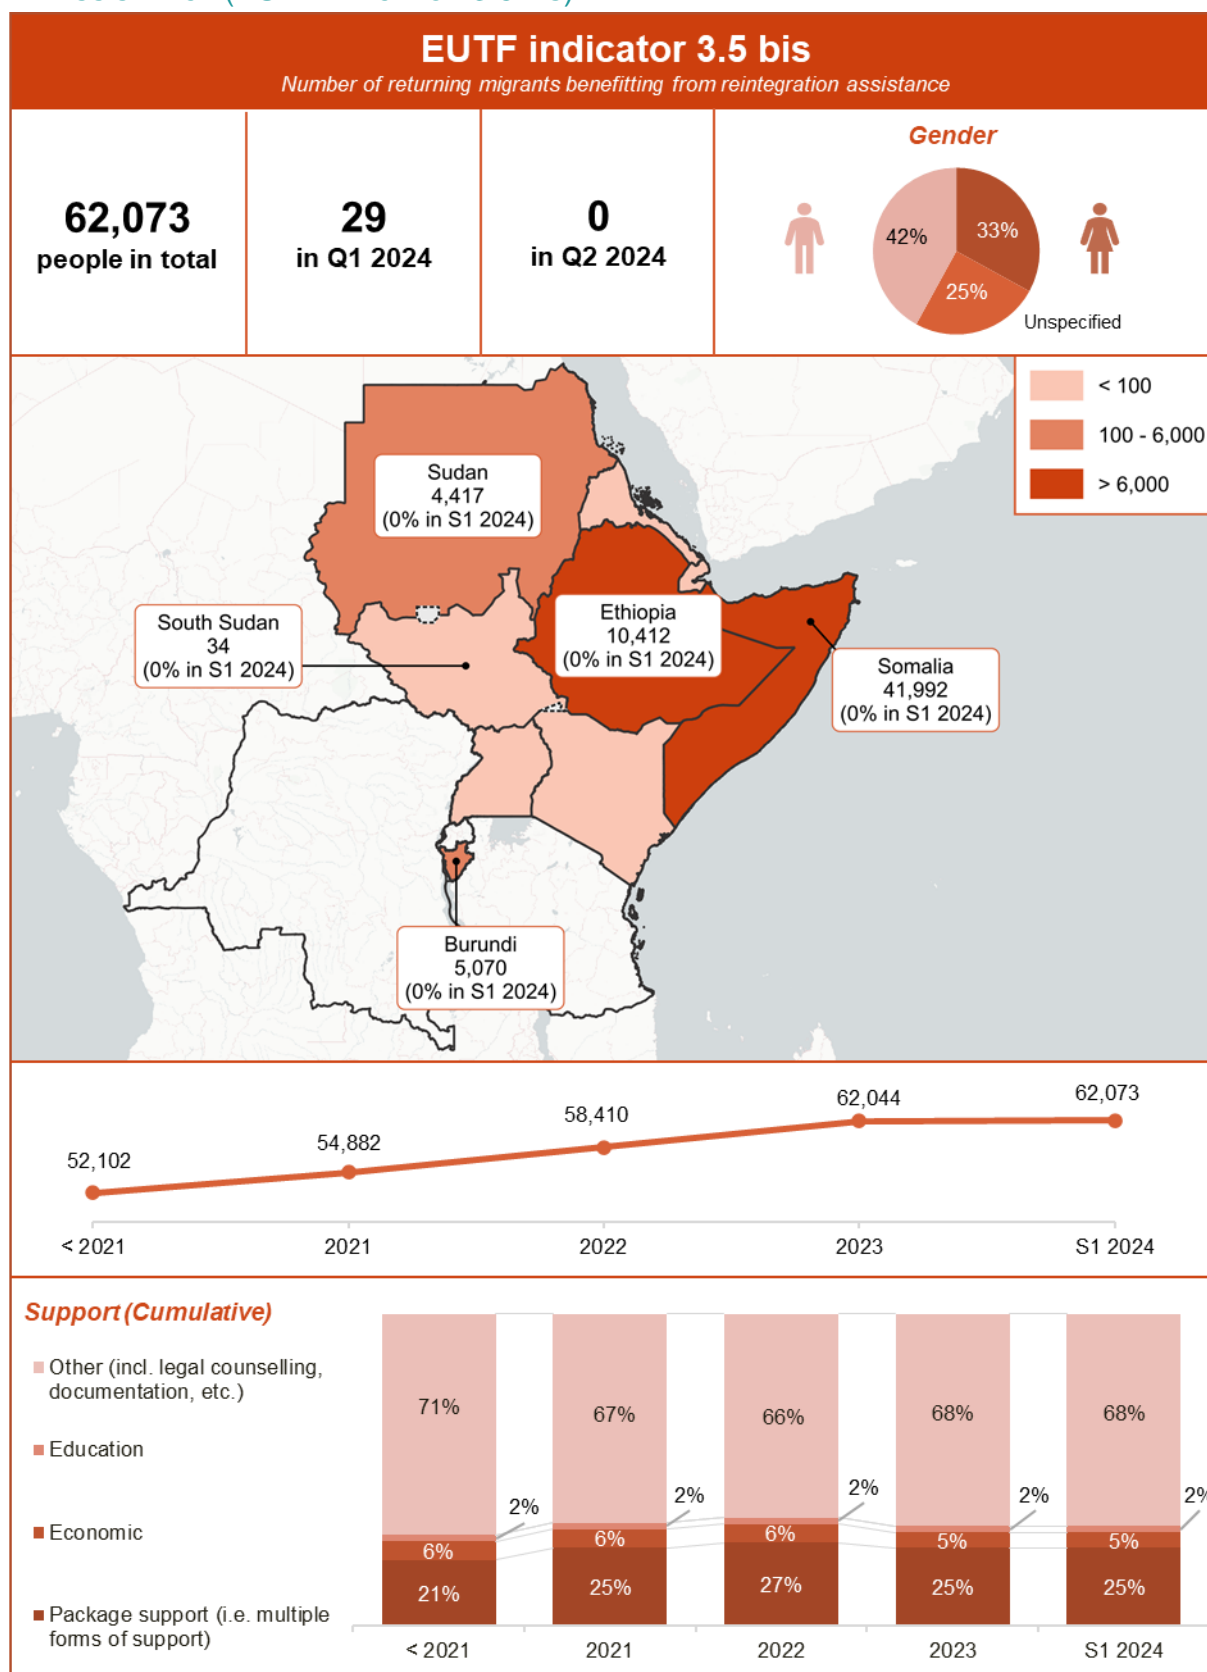 EUTF indicator 3.5 bis
Number of returning migrants benefitting from reintegration assistance
62,073
people in total
29
in Q1 2024
0
in Q2 2024
Gender
42%
33%
25%
Unspecified
< 100
100 - 6,000
> 6,000
Sudan
4,417
(0% in S1 2024)
South Sudan
34
(0% in S1 2024)
Ethiopia
10,412
(0% in S1 2024)
Somalia
41,992
(0% in S1 2024)
Burundi
5,070
(0% in S1 2024)
52,102
54,882
58,410
62,044
62,073
< 2021
2021
2022
2023
S1 2024
Support (Cumulative)
Other (incl. legal counselling,
documentation, etc.)
Education
Economic
Package support (i.e. multiple
forms of support)
71%
67%
66%
68%
68%
2%
2%
2%
2%
2%
6%
6%
6%
5%
5%
21%
25%
27%
25%
25%
< 2021
2021
2022
2023
S1 2024